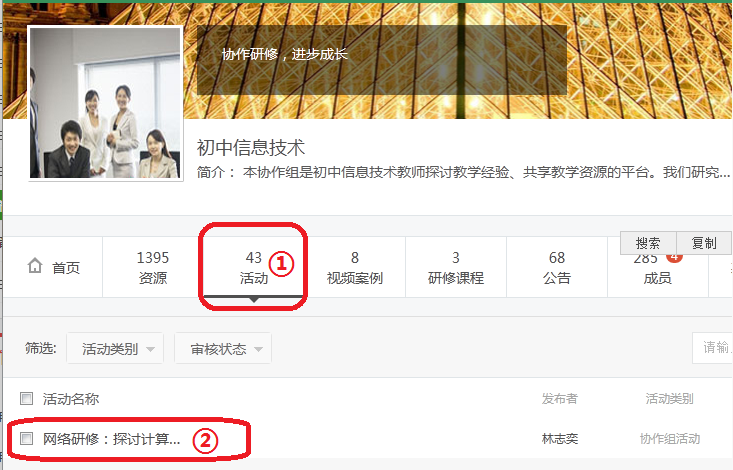 协作研修，进步成长
初中信息技术
简介： 本协作组是初中信息技术教师探讨教学经验、共享教学资源的平台。我们研究...
搜索 复制
首页
1395
资源
43
活动
①
8
视频案例
3
研修课程
68
公告
285
4
成员
筛选: 活动类别 审核状态 请输
活动名称 发布者 活动类别
网络研修：探讨计算... ② 林志奕 协作组活动